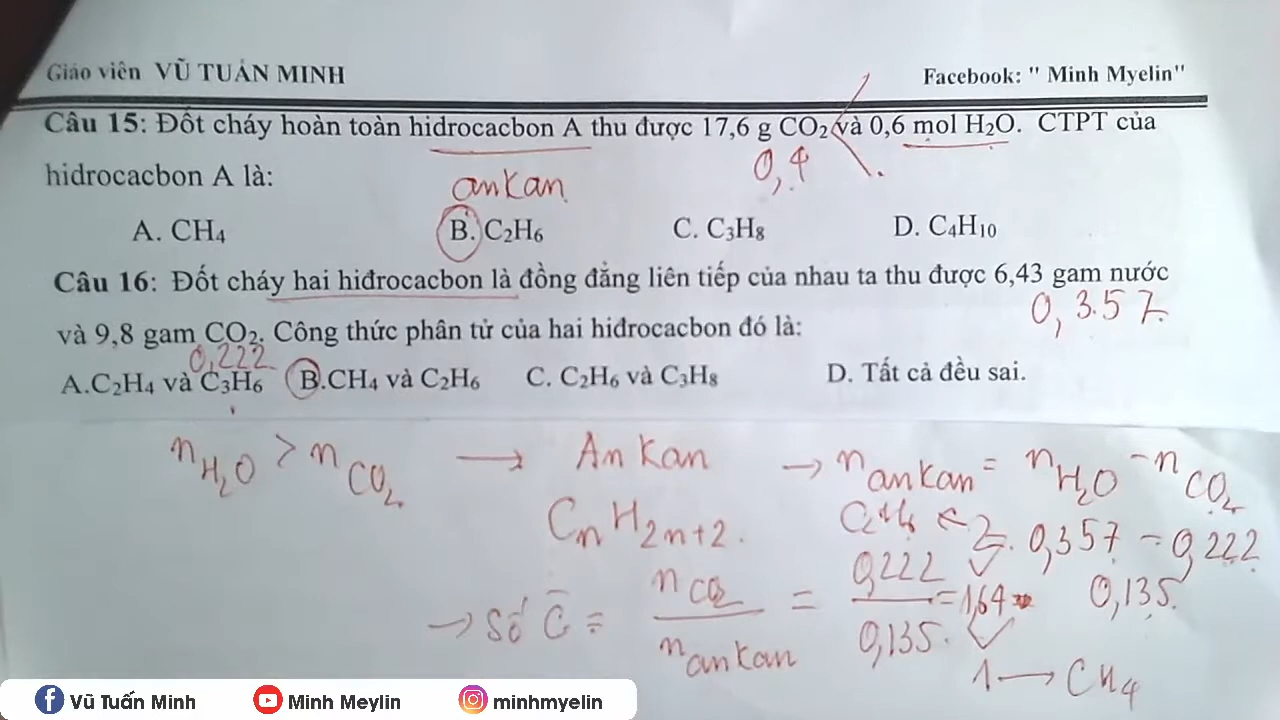 Giáo viên VŨ TUẤN MINH
Facebook: " Minh Myelin"
Câu 15: Đốt cháy hoàn toàn hidrocacbon A thu được 17,6 g CO2 và 0,6 mol H2O. CTPT của
0,4
hidrocacbon A là:
ankan
A. CH4 B. C2H6 C. C3H8 D. C4H10
Câu 16: Đốt cháy hai hiđrocacbon là đồng đẳng liên tiếp của nhau ta thu được 6,43 gam nước
0,357
và 9,8 gam CO2. Công thức phân tử của hai hiđrocacbon đó là:
0,222
A.C2H4 và C3H6 B.CH4 và C2H6 C. C2H6 và C3H8 D. Tất cả đều sai.
nH2O > nCO2 → AnKan → nankan = nH2O - nCO2
CnH2n+2. C2H6 ← 2 = 0,357 - 0,222
→ Số C̄ = nCO2 / nankan = 0,222 / 0,135 = 1,64 0,135
1 → CH4
Vũ Tuấn Minh Minh Meylin minhmyelin